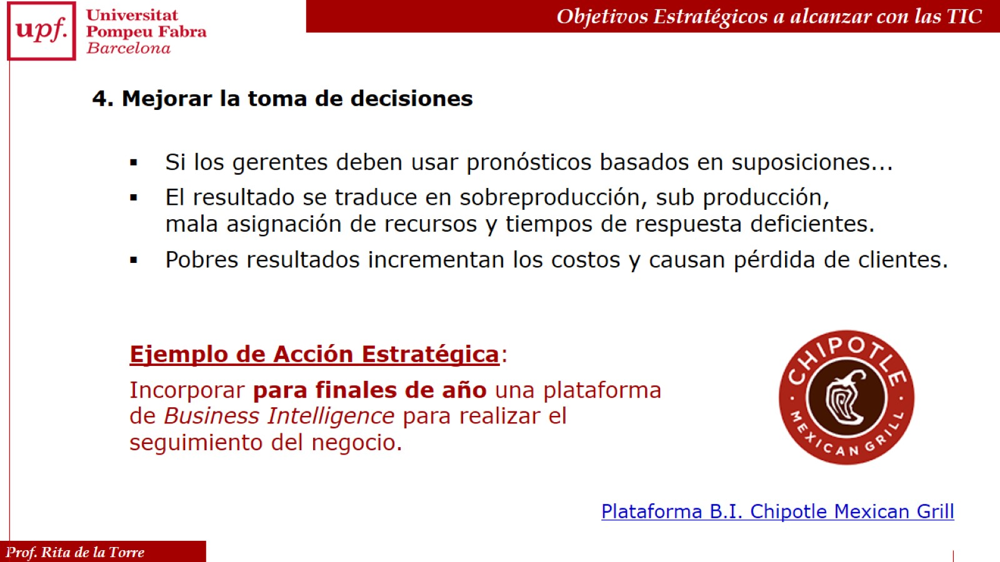 upf.
Universitat
Pompeu Fabra
Barcelona
Objetivos Estratégicos a alcanzar con las TIC
4. Mejorar la toma de decisiones
▪ Si los gerentes deben usar pronósticos basados en suposiciones…
▪ El resultado se traduce en sobreproducción, sub producción,
mala asignación de recursos y tiempos de respuesta deficientes.
▪ Pobres resultados incrementan los costos y causan pérdida de clientes.
Ejemplo de Acción Estratégica:
Incorporar para finales de año una plataforma
de Business Intelligence para realizar el
seguimiento del negocio.
CHIPOTLE
· MEXICAN GRILL ·
Plataforma B.I. Chipotle Mexican Grill
Prof. Rita de la Torre